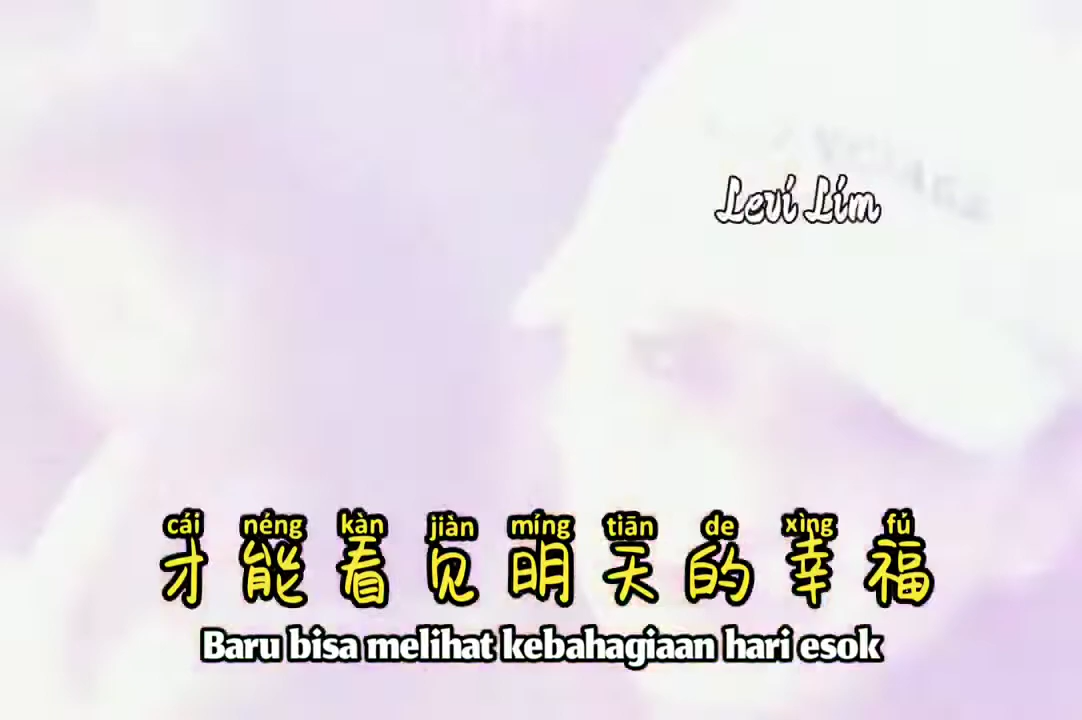 Levi Lim
cái néng kàn jiàn míng tiān de xìng fú
才能看见明天的幸福
Baru bisa melihat kebahagiaan hari esok